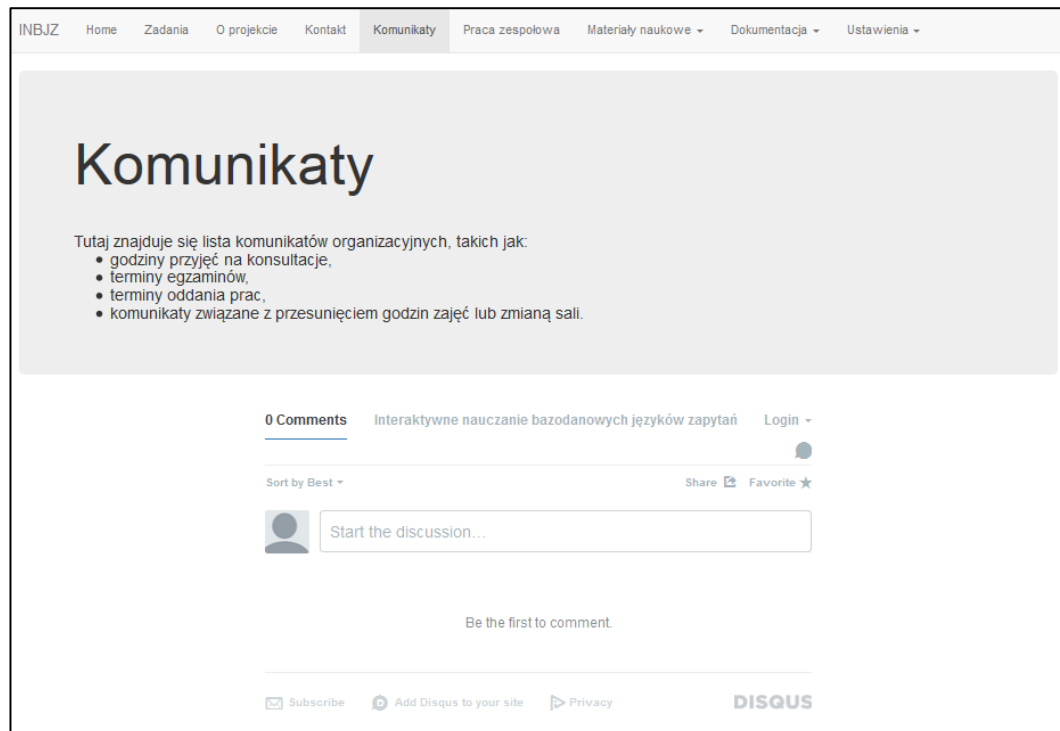 INBJZ Home Zadania O projekcie Kontakt Komunikaty Praca zespołowa Materiały naukowe Dokumentacja Ustawienia
Komunikaty
Tutaj znajduje się lista komunikatów organizacyjnych, takich jak:
• godziny przyjęć na konsultacje,
• terminy egzaminów,
• terminy oddania prac,
• komunikaty związane z przesunięciem godzin zajęć lub zmianą sali.
0 Comments Interaktywne nauczanie bazodanowych języków zapytań Login
Sort by Best Share Favorite
Start the discussion...
Be the first to comment.
Subscribe Add Disqus to your site Privacy DISQUS